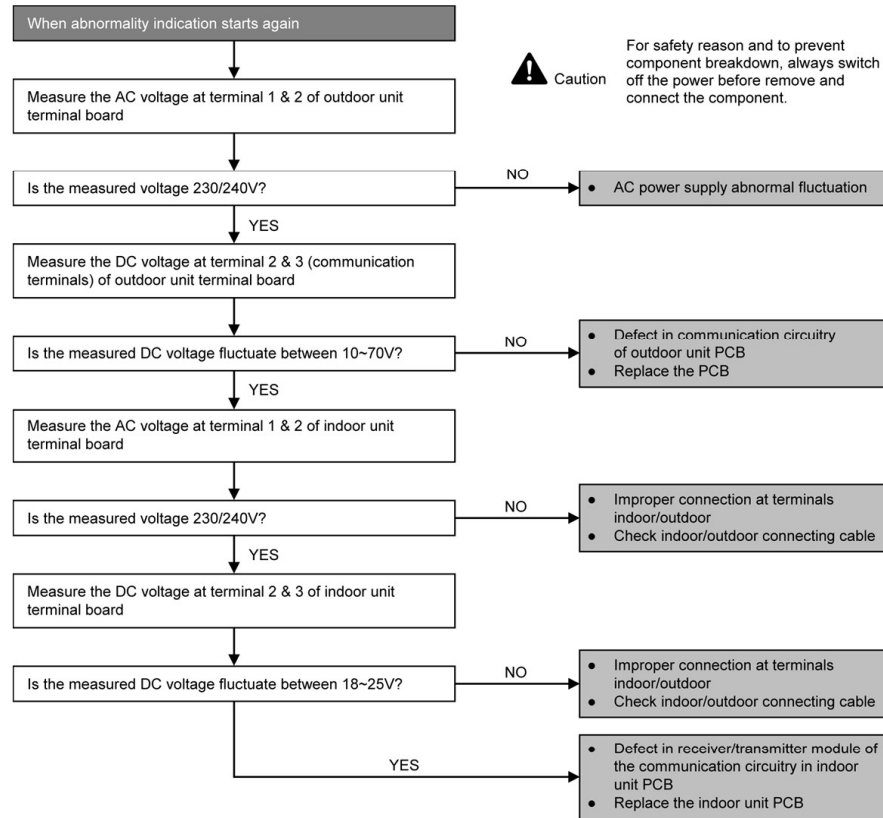 When abnormality indication starts again
For safety reason and to prevent
component breakdown, always switch
off the power before remove and
connect the component.
Caution
Measure the AC voltage at terminal 1 & 2 of outdoor unit
terminal board
Is the measured voltage 230/240V?
NO
● AC power supply abnormal fluctuation
YES
Measure the DC voltage at terminal 2 & 3 (communication
terminals) of outdoor unit terminal board
Is the measured DC voltage fluctuate between 10~70V?
NO
● Defect in communication circuitry
of outdoor unit PCB
● Replace the PCB
YES
Measure the AC voltage at terminal 1 & 2 of indoor unit
terminal board
Is the measured voltage 230/240V?
NO
● Improper connection at terminals
indoor/outdoor
● Check indoor/outdoor connecting cable
YES
Measure the DC voltage at terminal 2 & 3 of indoor unit
terminal board
Is the measured DC voltage fluctuate between 18~25V?
NO
● Improper connection at terminals
indoor/outdoor
● Check indoor/outdoor connecting cable
YES
● Defect in receiver/transmitter module of
the communication circuitry in indoor
unit PCB
● Replace the indoor unit PCB